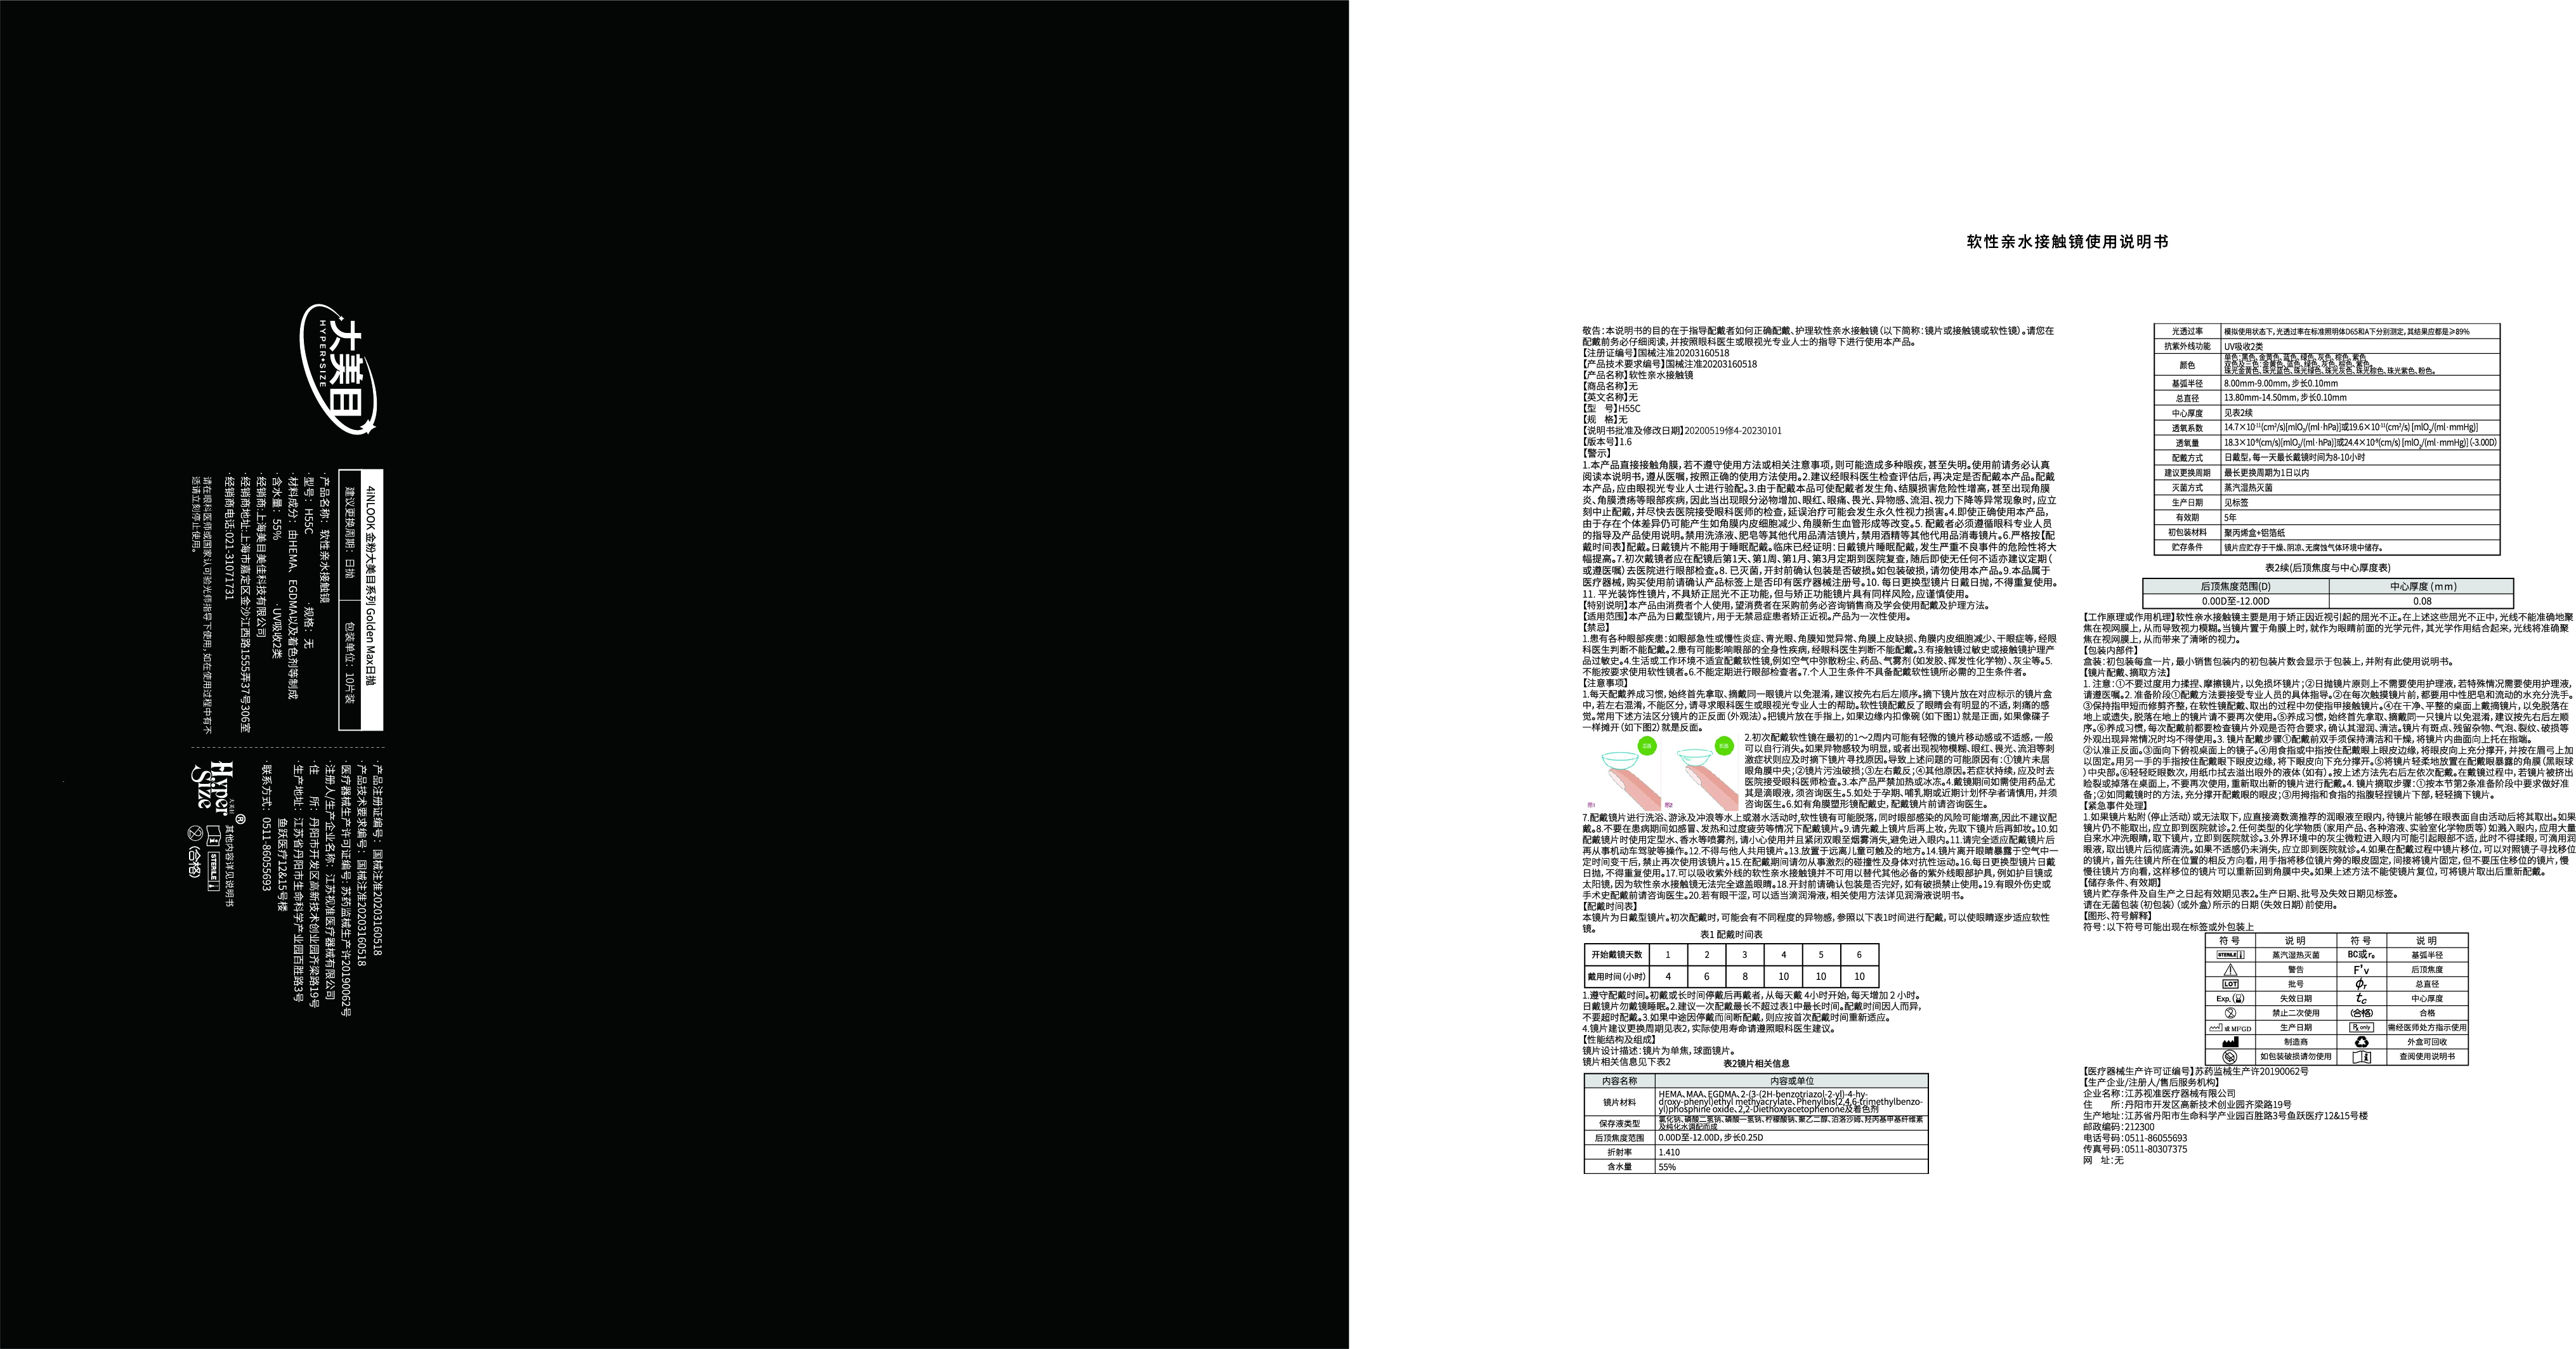 大美目
HYPER•SIZE
4iNLOOK 金粉大美目系列 Golden Max日抛
建议更换周期：日抛
包装单位：10片装
·产品名称：软性亲水接触镜
·型号：H55C
·规格：无
·材料成分：由HEMA、EGDMA以及着色剂等制成
·含水量：55%
·UV吸收2类
·经销商:上海美目美佳科技有限公司
·经销商地址:上海市嘉定区金沙江西路1555弄37号306室
·经销商电话:021-31071731
请在眼科医师或国家认可验光师指导下使用,如在使用过程中有不
适请立刻停止使用。
·产品注册证编号：国械注准20203160518
·产品技术要求编号：国械注准20203160518
·医疗器械生产许可证编号：苏药监械生产许20190062号
·注册人/生产企业名称：江苏视准医疗器械有限公司
·住　　所：丹阳市开发区高新技术创业园齐梁路19号
·生产地址：江苏省丹阳市生命科学产业园百胜路3号
鱼跃医疗12&15号楼
·联系方式：0511-86055693
Hyper Size
®
其他内容详见说明书
STERILE
(合格)
软性亲水接触镜使用说明书
敬告：本说明书的目的在于指导配戴者如何正确配戴、护理软性亲水接触镜（以下简称：镜片或接触镜或软性镜）。请您在
配戴前务必仔细阅读，并按照眼科医生或眼视光专业人士的指导下进行使用本产品。
【注册证编号】国械注准20203160518
【产品技术要求编号】国械注准20203160518
【产品名称】软性亲水接触镜
【商品名称】无
【英文名称】无
【型　号】H55C
【规　格】无
【说明书批准及修改日期】20200519修4-20230101
【版本号】1.6
【警示】
1.本产品直接接触角膜，若不遵守使用方法或相关注意事项，则可能造成多种眼疾，甚至失明。使用前请务必认真
阅读本说明书，遵从医嘱，按照正确的使用方法使用。2.建议经眼科医生检查评估后，再决定是否配戴本产品。配戴
本产品，应由眼视光专业人士进行验配。3.由于配戴本品可使配戴者发生角、结膜损害危险性增高，甚至出现角膜
炎、角膜溃疡等眼部疾病，因此当出现眼分泌物增加、眼红、眼痛、畏光、异物感、流泪、视力下降等异常现象时，应立
刻中止配戴，并尽快去医院接受眼科医师的检查，延误治疗可能会发生永久性视力损害。4.即使正确使用本产品，
由于存在个体差异仍可能产生如角膜内皮细胞减少、角膜新生血管形成等改变。5. 配戴者必须遵循眼科专业人员
的指导及产品使用说明。禁用洗涤液、肥皂等其他代用品清洁镜片，禁用酒精等其他代用品消毒镜片。6.严格按【配
戴时间表】配戴。日戴镜片不能用于睡眠配戴。临床已经证明：日戴镜片睡眠配戴，发生严重不良事件的危险性将大
幅提高。7.初次戴镜者应在配镜后第1天、第1周、第1月、第3月定期到医院复查，随后即使无任何不适亦建议定期（
或遵医嘱）去医院进行眼部检查。8. 已灭菌，开封前确认包装是否破损。如包装破损，请勿使用本产品。9.本品属于
医疗器械，购买使用前请确认产品标签上是否印有医疗器械注册号。10. 每日更换型镜片日戴日抛，不得重复使用。
11. 平光装饰性镜片，不具矫正屈光不正功能，但与矫正功能镜片具有同样风险，应谨慎使用。
【特别说明】本产品由消费者个人使用，望消费者在采购前务必咨询销售商及学会使用配戴及护理方法。
【适用范围】本产品为日戴型镜片，用于无禁忌症患者矫正近视。产品为一次性使用。
【禁忌】
1.患有各种眼部疾患：如眼部急性或慢性炎症、青光眼、角膜知觉异常、角膜上皮缺损、角膜内皮细胞减少、干眼症等，经眼
科医生判断不能配戴。2.患有可能影响眼部的全身性疾病，经眼科医生判断不能配戴。3.有接触镜过敏史或接触镜护理产
品过敏史。4.生活或工作环境不适宜配戴软性镜，例如空气中弥散粉尘、药品、气雾剂（如发胶、挥发性化学物）、灰尘等。5.
不能按要求使用软性镜者。6.不能定期进行眼部检查者。7.个人卫生条件不具备配戴软性镜所必需的卫生条件者。
【注意事项】
1.每天配戴养成习惯，始终首先拿取、摘戴同一眼镜片以免混淆，建议按先右后左顺序。摘下镜片放在对应标示的镜片盒
中，若左右混淆，不能区分，请寻求眼科医生或眼视光专业人士的帮助。软性镜配戴反了眼睛会有明显的不适，刺痛的感
觉。常用下述方法区分镜片的正反面（外观法）。把镜片放在手指上，如果边缘内扣像碗（如下图1）就是正面，如果像碟子
一样摊开（如下图2）就是反面。
正面
反面
图1
图2
2.初次配戴软性镜在最初的1～2周内可能有轻微的镜片移动感或不适感，一般
可以自行消失。如果异物感较为明显，或者出现视物模糊、眼红、畏光、流泪等刺
激症状则应及时摘下镜片寻找原因。导致上述问题的可能原因有：①镜片未居
眼角膜中央；②镜片污浊破损；③左右戴反；④其他原因。若症状持续，应及时去
医院接受眼科医师检查。3.本产品严禁加热或冰冻。4.戴镜期间如需使用药品尤
其是滴眼液，须咨询医生。5.如处于孕期、哺乳期或近期计划怀孕者请慎用，并须
咨询医生。6.如有角膜塑形镜配戴史，配戴镜片前请咨询医生。
7.配戴镜片进行洗浴、游泳及冲浪等水上或潜水活动时，软性镜有可能脱落，同时眼部感染的风险可能增高，因此不建议配
戴。8.不要在患病期间如感冒、发热和过度疲劳等情况下配戴镜片。9.请先戴上镜片后再上妆，先取下镜片后再卸妆。10.如
配戴镜片时使用定型水、香水等喷雾剂，请小心使用并且紧闭双眼至烟雾消失，避免进入眼内。11.请完全适应配戴镜片后
再从事机动车驾驶等操作。12.不得与他人共用镜片。13.放置于远离儿童可触及的地方。14.镜片离开眼睛暴露于空气中一
定时间变干后，禁止再次使用该镜片。15.在配戴期间请勿从事激烈的碰撞性及身体对抗性运动。16.每日更换型镜片日戴
日抛，不得重复使用。17.可以吸收紫外线的软性亲水接触镜并不可用以替代其他必备的紫外线眼部护具，例如护目镜或
太阳镜，因为软性亲水接触镜无法完全遮盖眼睛。18.开封前请确认包装是否完好，如有破损禁止使用。19.有眼外伤史或
手术史配戴前请咨询医生。20.若有眼干涩，可以适当滴润滑液，相关使用方法详见润滑液说明书。
【配戴时间表】
本镜片为日戴型镜片。初次配戴时，可能会有不同程度的异物感，参照以下表1时间进行配戴，可以使眼睛逐步适应软性
镜。
表1 配戴时间表
开始戴镜天数 1 2 3 4 5 6
戴用时间（小时） 4 6 8 10 10 10
1.遵守配戴时间。初戴或长时间停戴后再戴者，从每天戴 4小时开始，每天增加 2 小时。
日戴镜片勿戴镜睡眠。2.建议一次配戴最长不超过表1中最长时间。配戴时间因人而异，
不要超时配戴。3.如果中途因停戴而间断配戴，则应按首次配戴时间重新适应。
4.镜片建议更换周期见表2，实际使用寿命请遵照眼科医生建议。
【性能结构及组成】
镜片设计描述：镜片为单焦，球面镜片。
镜片相关信息见下表2
表2镜片相关信息
内容名称 内容或单位
镜片材料 HEMA、MAA、EGDMA、2-(3-(2H-benzotriazol-2-yl)-4-hy-
droxy-phenyl)ethyl methyacrylate、Phenylbis(2,4,6-trimethylbenzo-
yl)phosphine oxide、2,2-Diethoxyacetophenone及着色剂
保存液类型 氯化钠、磷酸二氢钠、磷酸一氢钠、柠檬酸钠、聚乙二醇、泊洛沙姆、羟丙基甲基纤维素
及纯化水调配而成
后顶焦度范围 0.00D至-12.00D，步长0.25D
折射率 1.410
含水量 55%
光透过率 模拟使用状态下，光透过率在标准照明体D65和A下分别测定，其结果应都是≥89%
抗紫外线功能 UV吸收2类
颜色 单色：黑色、金黄色、蓝色、绿色、灰色、棕色、紫色
双色及三色：金黄色、蓝色、绿色、灰色、棕色、紫色、
珠光金黄色、珠光蓝色、珠光绿色、珠光灰色、珠光棕色、珠光紫色、粉色。
基弧半径 8.00mm-9.00mm，步长0.10mm
总直径 13.80mm-14.50mm，步长0.10mm
中心厚度 见表2续
透氧系数 14.7×10⁻¹¹(cm²/s)[mlO₂/(ml·hPa)]或19.6×10⁻¹¹(cm²/s) [mlO₂/(ml·mmHg)]
透氧量 18.3×10⁻⁹(cm/s)[mlO₂/(ml·hPa)]或24.4×10⁻⁹(cm/s) [mlO₂/(ml·mmHg)] (-3.00D)
配戴方式 日戴型，每一天最长戴镜时间为8-10小时
建议更换周期 最长更换周期为1日以内
灭菌方式 蒸汽湿热灭菌
生产日期 见标签
有效期 5年
初包装材料 聚丙烯盒+铝箔纸
贮存条件 镜片应贮存于干燥、阴凉、无腐蚀气体环境中储存。
表2续(后顶焦度与中心厚度表)
后顶焦度范围(D) 中心厚度 (mm)
0.00D至-12.00D 0.08
【工作原理或作用机理】软性亲水接触镜主要是用于矫正因近视引起的屈光不正。在上述这些屈光不正中，光线不能准确地聚
焦在视网膜上，从而导致视力模糊。当镜片置于角膜上时，就作为眼睛前面的光学元件，其光学作用结合起来，光线将准确聚
焦在视网膜上，从而带来了清晰的视力。
【包装内部件】
盒装：初包装每盒一片，最小销售包装内的初包装片数会显示于包装上，并附有此使用说明书。
【镜片配戴、摘取方法】
1. 注意：①不要过度用力揉捏、摩擦镜片，以免损坏镜片；②日抛镜片原则上不需要使用护理液，若特殊情况需要使用护理液，
请遵医嘱。2. 准备阶段①配戴方法要接受专业人员的具体指导。②在每次触摸镜片前，都要用中性肥皂和流动的水充分洗手。
③保持指甲短而修剪齐整，在软性镜配戴、取出的过程中勿使指甲接触镜片。④在干净、平整的桌面上戴摘镜片，以免脱落在
地上或遗失，脱落在地上的镜片请不要再次使用。⑤养成习惯，始终首先拿取、摘戴同一只镜片以免混淆，建议按先右后左顺
序。⑥养成习惯，每次配戴前都要检查镜片外观是否符合要求，确认其湿润、清洁。镜片有斑点、残留杂物、气泡、裂纹、破损等
外观出现异常情况时均不得使用。3. 镜片配戴步骤①配戴前双手须保持清洁和干燥，将镜片内曲面向上托在指端。
②认准正反面。③面向下俯视桌面上的镜子。④用食指或中指按住配戴眼上眼皮边缘，将眼皮向上充分撑开，并按在眉弓上加
以固定。用另一手的手指按住配戴眼下眼皮边缘，将下眼皮向下充分撑开。⑤将镜片轻柔地放置在配戴眼暴露的角膜（黑眼球
）中央部。⑥轻轻眨眼数次，用纸巾拭去溢出眼外的液体（如有）。按上述方法先右后左依次配戴。在戴镜过程中，若镜片被挤出
睑裂或掉落在桌面上，不要再次使用，重新取出新的镜片进行配戴。4. 镜片摘取步骤：①按本节第2条准备阶段中要求做好准
备；②如同戴镜时的方法，充分撑开配戴眼的眼皮；③用拇指和食指的指腹轻捏镜片下部，轻轻摘下镜片。
【紧急事件处理】
1.如果镜片粘附（停止活动）或无法取下，应直接滴数滴推荐的润眼液至眼内，待镜片能够在眼表面自由活动后将其取出。如果
镜片仍不能取出，应立即到医院就诊。2.任何类型的化学物质（家用产品、各种溶液、实验室化学物质等）如溅入眼内，应用大量
自来水冲洗眼睛，取下镜片，立即到医院就诊。3.外界环境中的灰尘微粒进入眼内可能引起眼部不适，此时不得揉眼，可滴用润
眼液，取出镜片后彻底清洗。如果不适感仍未消失，应立即到医院就诊。4.如果在配戴过程中镜片移位，可以对照镜子寻找移位
的镜片，首先往镜片所在位置的相反方向看，用手指将移位镜片旁的眼皮固定，间接将镜片固定，但不要压住移位的镜片，慢
慢往镜片方向看，这样移位的镜片可以重新回到角膜中央。如果上述方法不能使镜片复位，可将镜片取出后重新配戴。
【储存条件、有效期】
镜片贮存条件及自生产之日起有效期见表2。生产日期、批号及失效日期见标签。
请在无菌包装（初包装）（或外盒）所示的日期（失效日期）前使用。
【图形、符号解释】
符号：以下符号可能出现在标签或外包装上
符 号 说 明 符 号 说 明
STERILE 蒸汽湿热灭菌 BC或r₀ 基弧半径
警告 F'v 后顶焦度
LOT 批号 ϕT 总直径
Exp. 失效日期 tc 中心厚度
禁止二次使用 (合格) 合格
或 MFGD 生产日期 Rx only 需经医师处方指示使用
制造商 外盒可回收
如包装破损请勿使用 查阅使用说明书
【医疗器械生产许可证编号】苏药监械生产许20190062号
【生产企业/注册人/售后服务机构】
企业名称：江苏视准医疗器械有限公司
住　　所：丹阳市开发区高新技术创业园齐梁路19号
生产地址：江苏省丹阳市生命科学产业园百胜路3号鱼跃医疗12&15号楼
邮政编码：212300
电话号码：0511-86055693
传真号码：0511-80307375
网　址：无